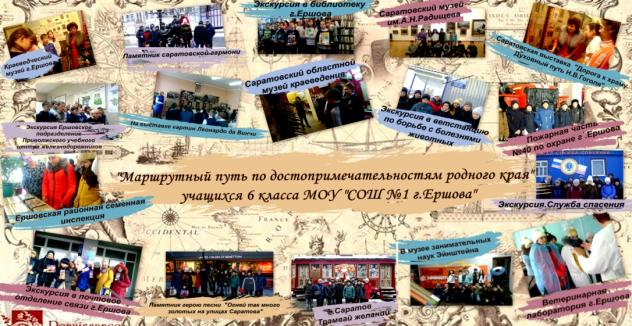 Экскурсия в библиотеку
г.Ершова
Саратовский музей
им.А.Н.Радищева
Краеведческий
музей г.Ершова
Памятник саратовской гармони
Саратовский областной
музей краеведения
Саратовская выставка "Дорога к храму.
Духовный путь Н.В.Гоголя"
Экскурсия Ершовское
подразделение
Приволжского учебного
центра железнодорожников
На выставке картин Леонардо да Винчи
Экскурсия в ветстанцию
по борьбе с болезнями
животных
Пожарная часть
№40 по охране г.Ершова
"Маршрутный путь по достопримечательностям родного края"
учащихся 6 класса МОУ "СОШ №1 г.Ершова"
Ершовская районная семенная
инспекция
Экскурсия.Служба спасения
Экскурсия в почтовое
отделение связи г.Ершова
Памятник герою песни "Огней так много
золотых на улицах Саратова"
Саратов
Трамвай желаний
В музее занимательных
наук Эйнштейна
Ветеринарная
лаборатория г.Ершова